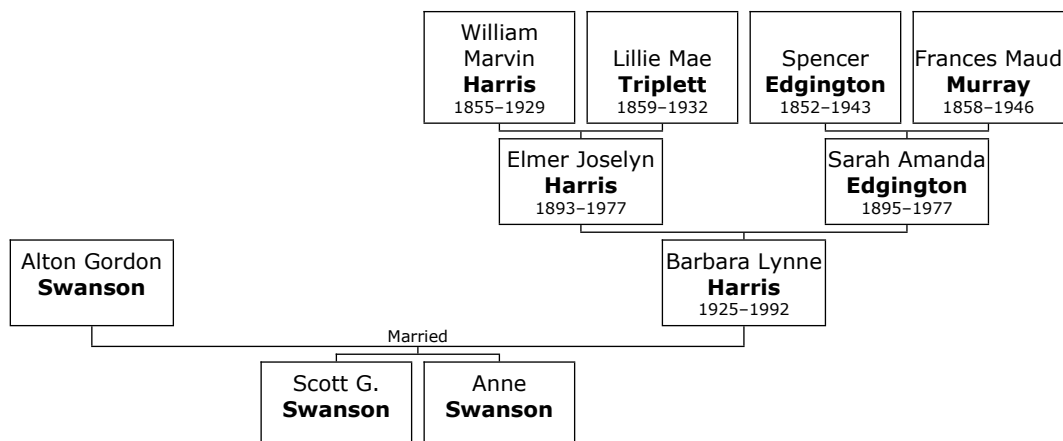 William
Marvin
Harris
1855–1929
Lillie Mae
Triplett
1859–1932
Spencer
Edgington
1852–1943
Frances Maud
Murray
1858–1946
Elmer Joselyn
Harris
1893–1977
Sarah Amanda
Edgington
1895–1977
Alton Gordon
Swanson
Barbara Lynne
Harris
1925–1992
Married
Scott G.
Swanson
Anne
Swanson